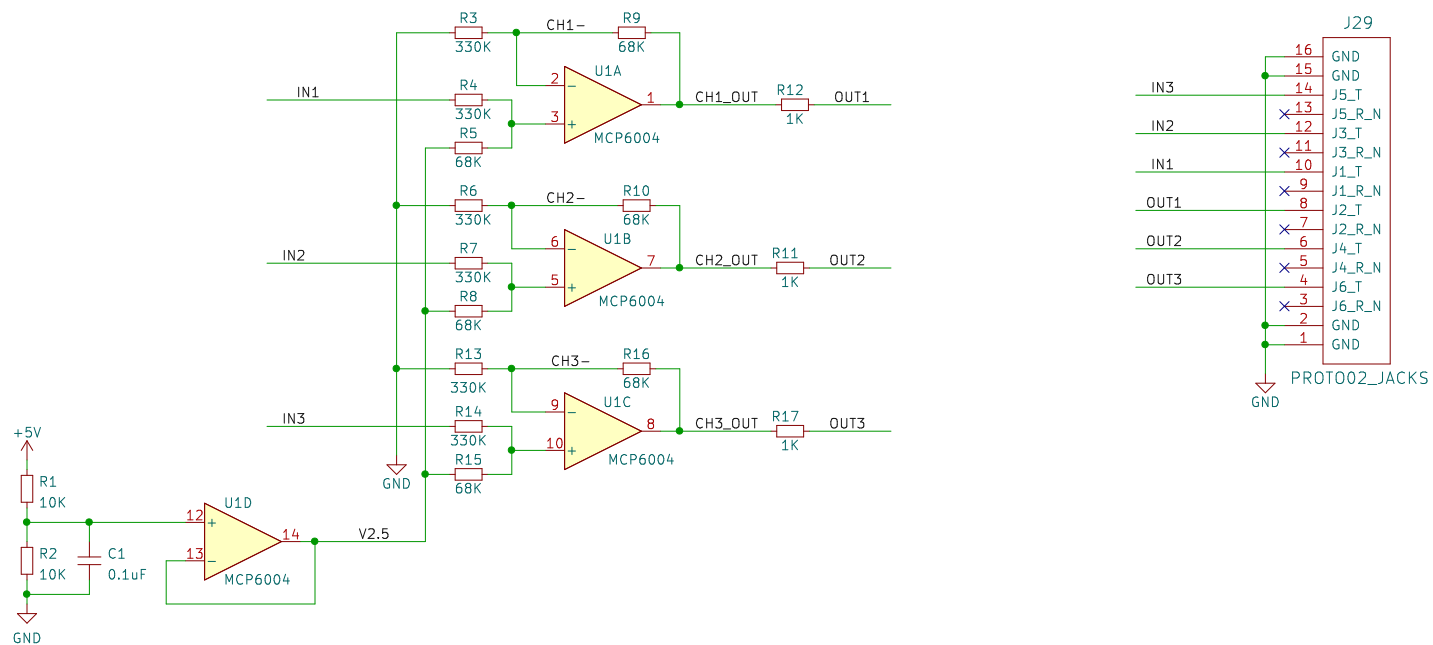 R3
330K
CH1-
R9
68K
IN1
R4
330K
R5
68K
U1A
2
-
3
+
1
MCP6004
CH1_OUT
R12
1K
OUT1
R6
330K
CH2-
R10
68K
IN2
R7
330K
R8
68K
U1B
6
-
5
+
7
MCP6004
CH2_OUT
R11
1K
OUT2
R13
330K
CH3-
R16
68K
IN3
R14
330K
R15
68K
U1C
9
-
10
+
8
MCP6004
CH3_OUT
R17
1K
OUT3
GND
+5V
R1
10K
R2
10K
C1
0.1uF
GND
U1D
12
+
13
-
14
MCP6004
V2.5
J29
16 GND
15 GND
IN3 14 J5_T
13 J5_R_N
IN2 12 J3_T
11 J3_R_N
IN1 10 J1_T
9 J1_R_N
OUT1 8 J2_T
7 J2_R_N
OUT2 6 J4_T
5 J4_R_N
OUT3 4 J6_T
3 J6_R_N
2 GND
1 GND
PROTO02_JACKS
GND